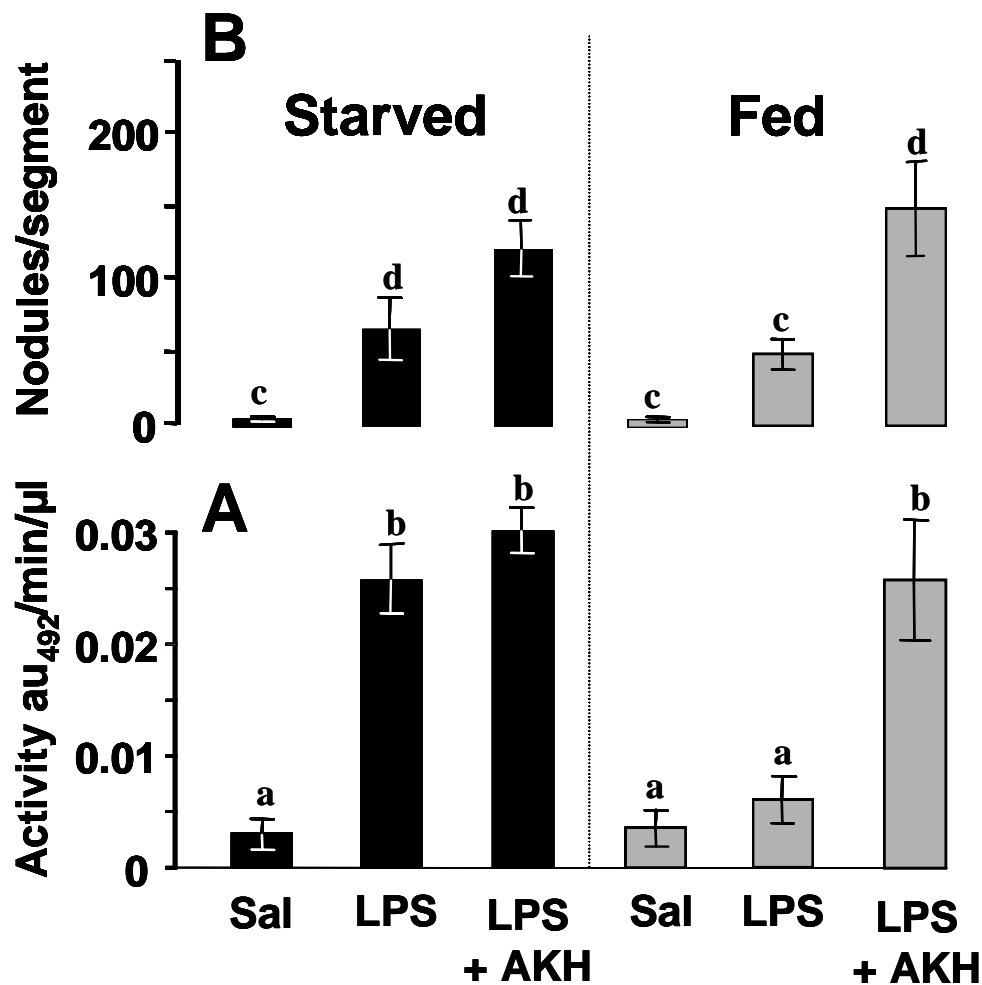 B
Starved
Fed
Nodules/segment
200
100
0
c
d
d
c
c
d
A
Activity au492/min/µl
0.03
0.02
0.01
0
a
b
b
a
a
b
Sal
LPS
LPS
+ AKH
Sal
LPS
LPS
+ AKH